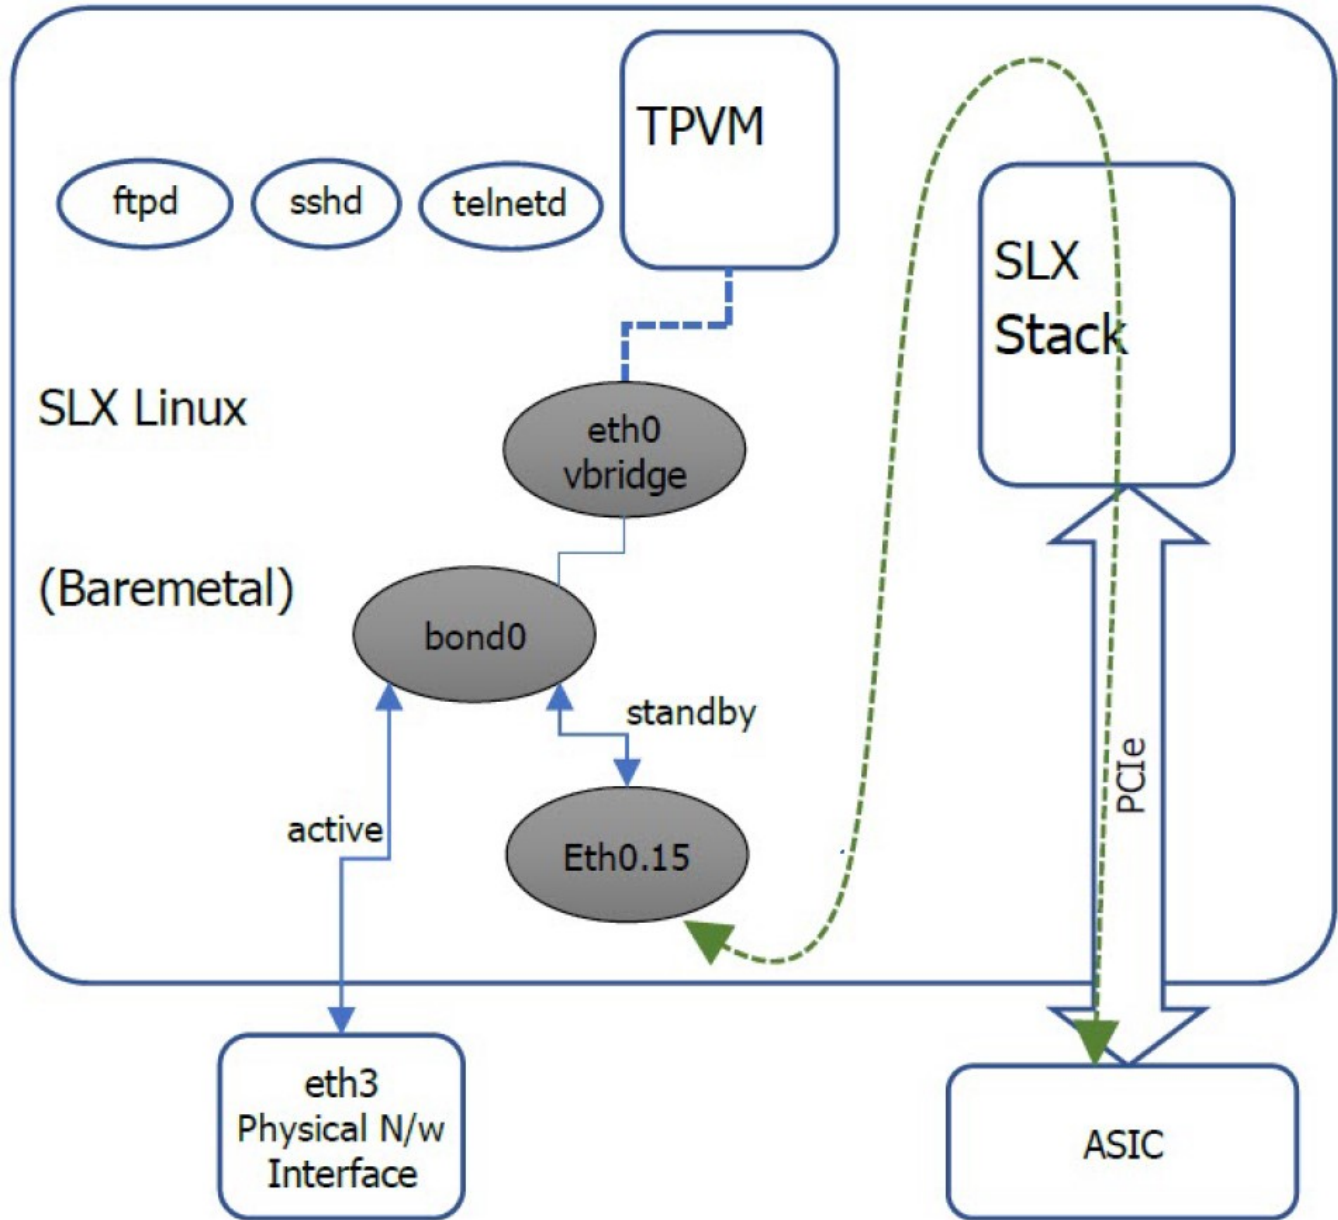 TPVM
ftpd
sshd
telnetd
SLX
Stack
SLX Linux
eth0
vbridge
(Baremetal)
bond0
standby
PCIe
active
Eth0.15
eth3
Physical N/w
Interface
ASIC